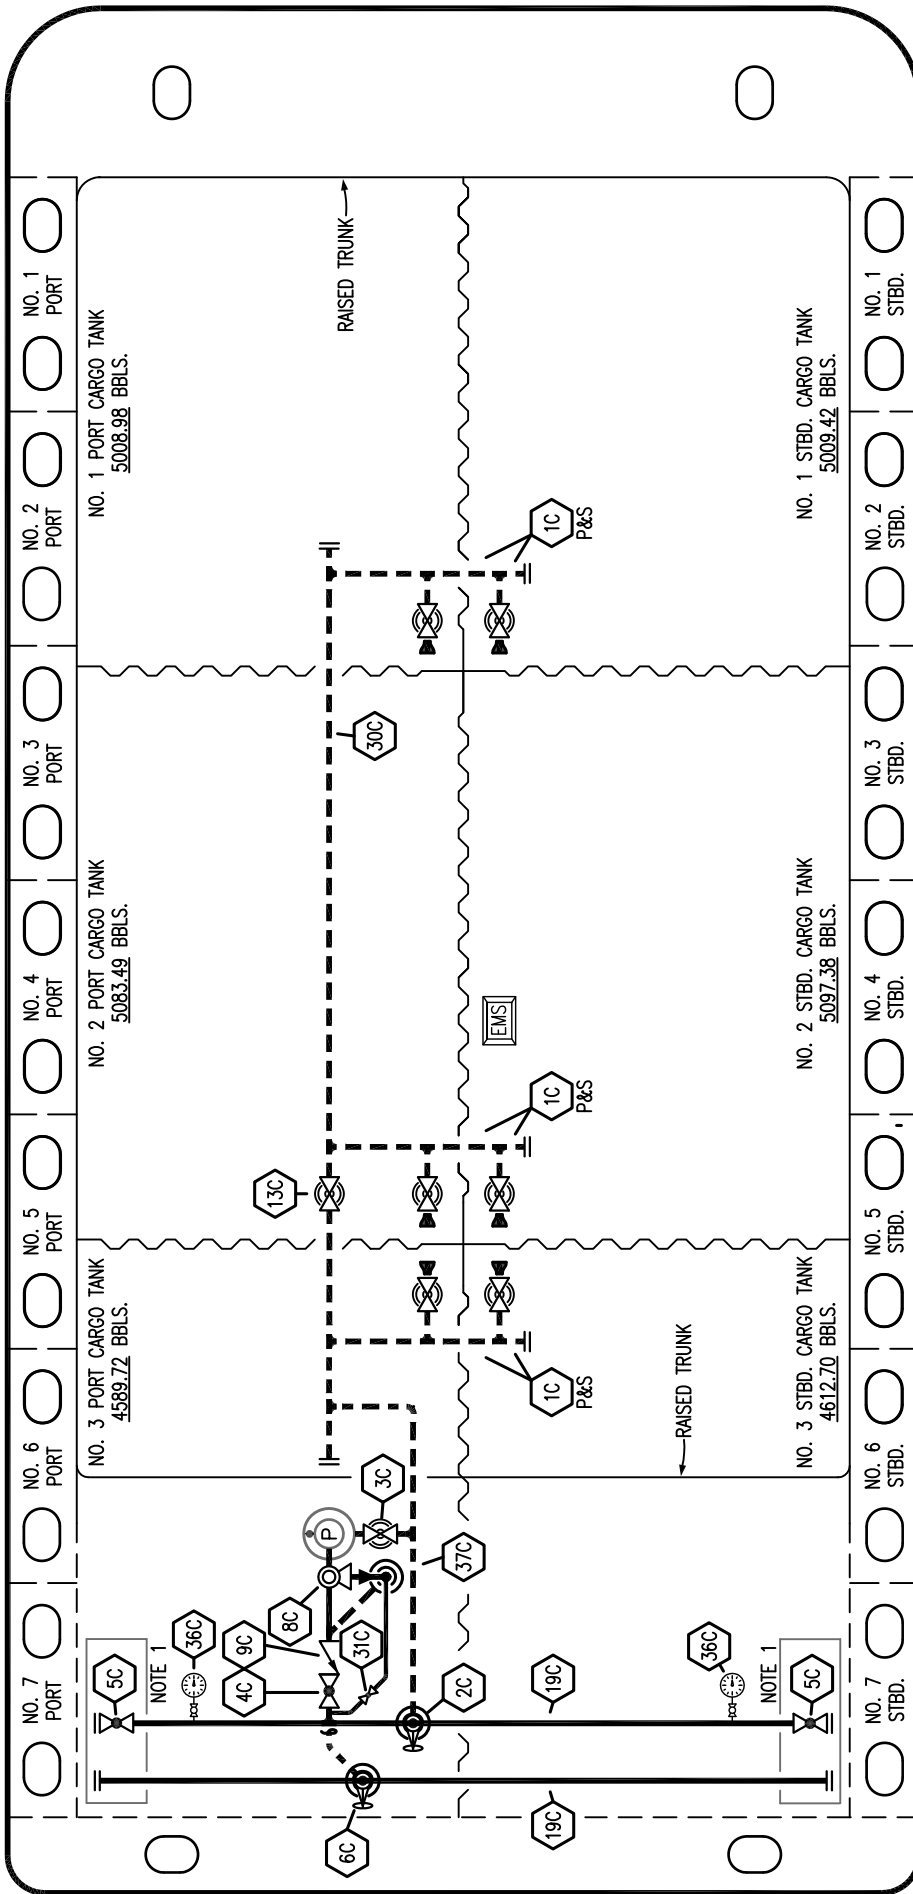 NO. 1
PORT
NO. 2
PORT
NO. 3
PORT
NO. 4
PORT
NO. 5
PORT
NO. 6
PORT
NO. 7
PORT
NO. 1 PORT CARGO TANK
5008.98 BBLS.
NO. 2 PORT CARGO TANK
5083.49 BBLS.
NO. 3 PORT CARGO TANK
4589.72 BBLS.
RAISED TRUNK
30C
13C
1C
P&S
1C
P&S
1C
P&S
EMS
P
3C
8C
9C
4C
31C
37C
2C
6C
36C
5C
NOTE 1
19C
19C
36C
NOTE 1
5C
RAISED TRUNK
NO. 1 STBD. CARGO TANK
5009.42 BBLS.
NO. 2 STBD. CARGO TANK
5097.38 BBLS.
NO. 3 STBD. CARGO TANK
4612.70 BBLS.
NO. 1
STBD.
NO. 2
STBD.
NO. 3
STBD.
NO. 4
STBD.
NO. 5
STBD.
NO. 6
STBD.
NO. 7
STBD.